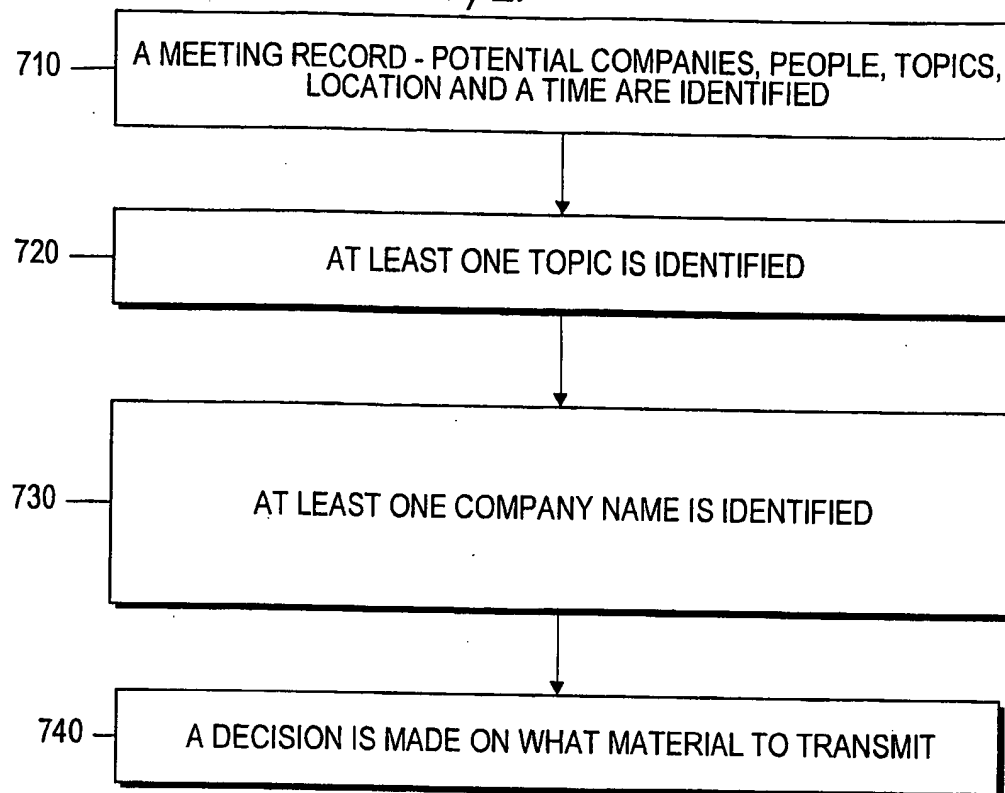 710
A MEETING RECORD - POTENTIAL COMPANIES, PEOPLE, TOPICS,
LOCATION AND A TIME ARE IDENTIFIED
720
AT LEAST ONE TOPIC IS IDENTIFIED
730
AT LEAST ONE COMPANY NAME IS IDENTIFIED
740
A DECISION IS MADE ON WHAT MATERIAL TO TRANSMIT